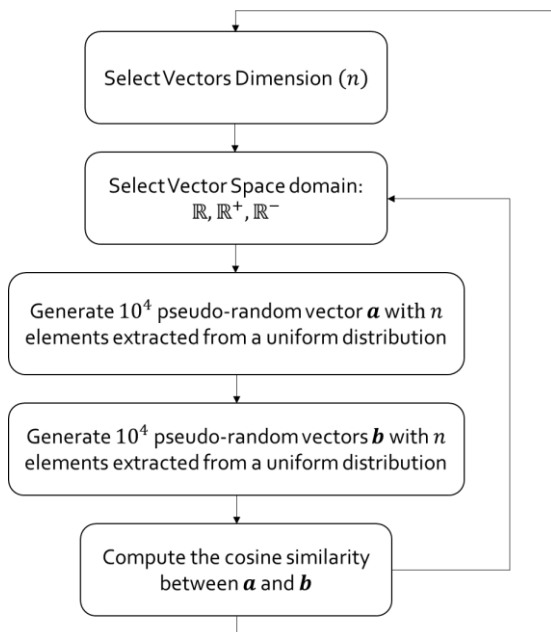 Select Vectors Dimension (𝑛)
Select Vector Space domain:
ℝ, ℝ⁺, ℝ⁻
Generate 10⁴ pseudo-random vector 𝒂 with 𝑛
elements extracted from a uniform distribution
Generate 10⁴ pseudo-random vectors 𝒃 with 𝑛
elements extracted from a uniform distribution
Compute the cosine similarity
between 𝒂 and 𝒃